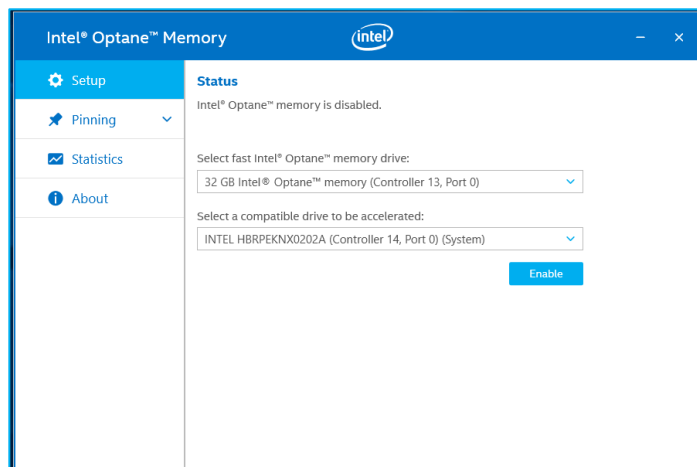 Intel® Optane™ Memory
intel
Setup
Pinning
Statistics
About
Status
Intel® Optane™ memory is disabled.
Select fast Intel® Optane™ memory drive:
32 GB Intel® Optane™ memory (Controller 13, Port 0)
Select a compatible drive to be accelerated:
INTEL HBRPEKNX0202A (Controller 14, Port 0) (System)
Enable